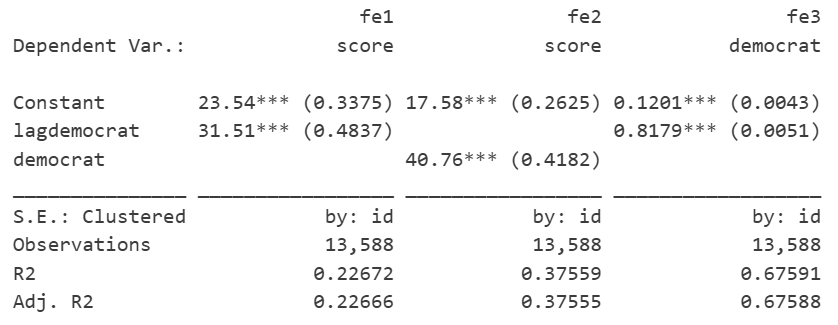 fe1 fe2 fe3
Dependent Var.: score score democrat
Constant 23.54*** (0.3375) 17.58*** (0.2625) 0.1201*** (0.0043)
lagdemocrat 31.51*** (0.4837) 0.8179*** (0.0051)
democrat 40.76*** (0.4182)
_______________ _________________ _________________ __________________
S.E.: Clustered by: id by: id by: id
Observations 13,588 13,588 13,588
R2 0.22672 0.37559 0.67591
Adj. R2 0.22666 0.37555 0.67588